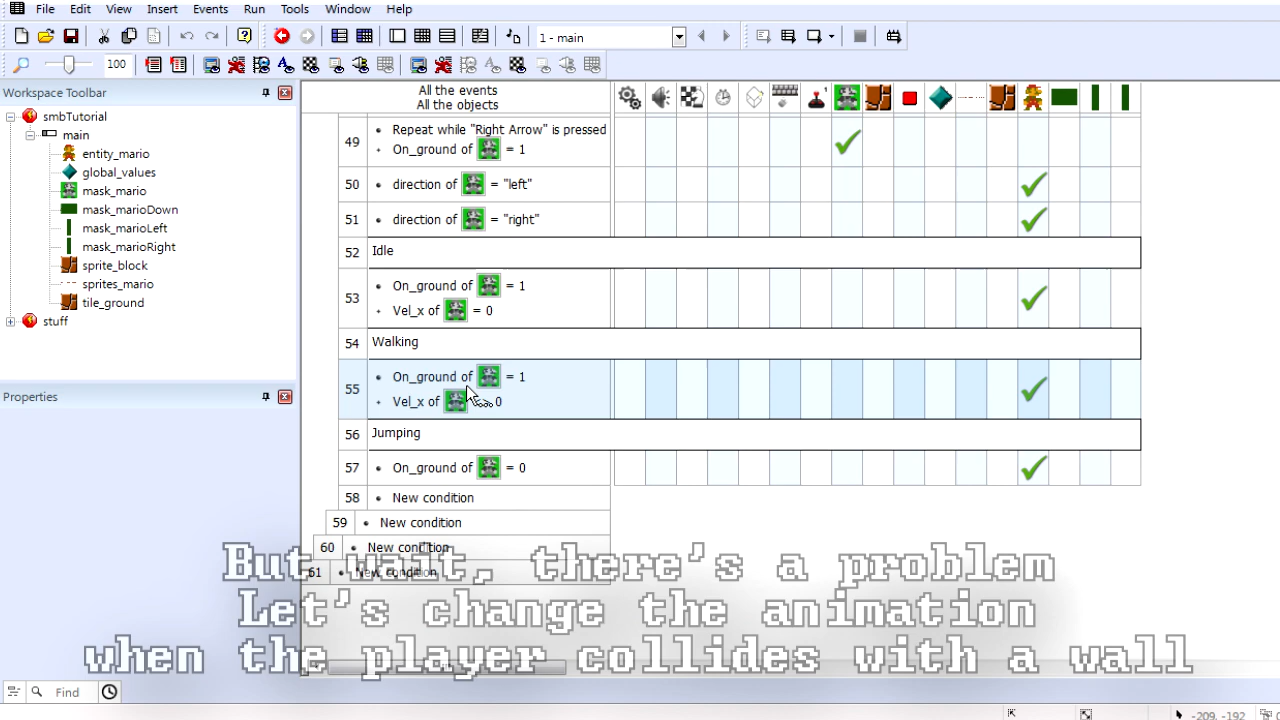 File Edit View Insert Events Run Tools Window Help
1 - main
100
Workspace Toolbar
smbTutorial
main
entity_mario
global_values
mask_mario
mask_marioDown
mask_marioLeft
mask_marioRight
sprite_block
sprites_mario
tile_ground
stuff
Properties
Find
All the events
All the objects
49 • Repeat while "Right Arrow" is pressed
+ On_ground of = 1
50 • direction of = "left"
51 • direction of = "right"
52 Idle
53 • On_ground of = 1
+ Vel_x of = 0
54 Walking
55 • On_ground of = 1
+ Vel_x of 0
56 Jumping
57 • On_ground of = 0
58 • New condition
59 • New condition
60 • New condition
61 • New condition
But wait, there's a problem
Let's change the animation
when the player collides with a wall
-209, -192